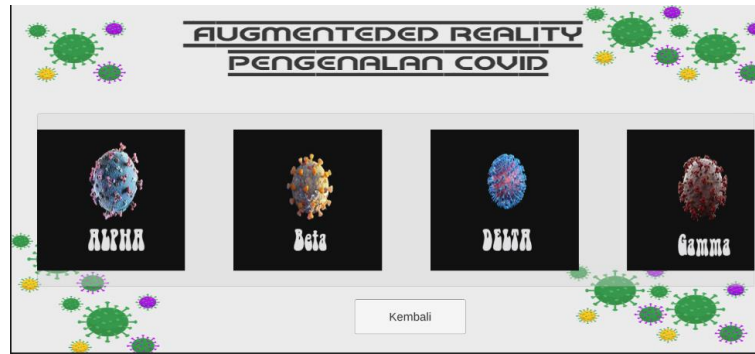 AUGMENTEDED REALITY
PENGENALAN COVID
ALPHA
Beta
DELTA
Gamma
Kembali